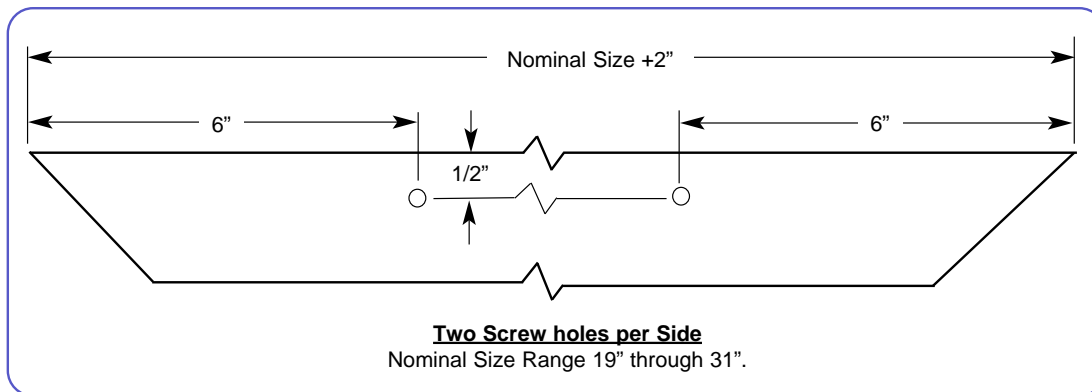 Nominal Size +2”
6”
6”
1/2”
Two Screw holes per Side
Nominal Size Range 19” through 31”.